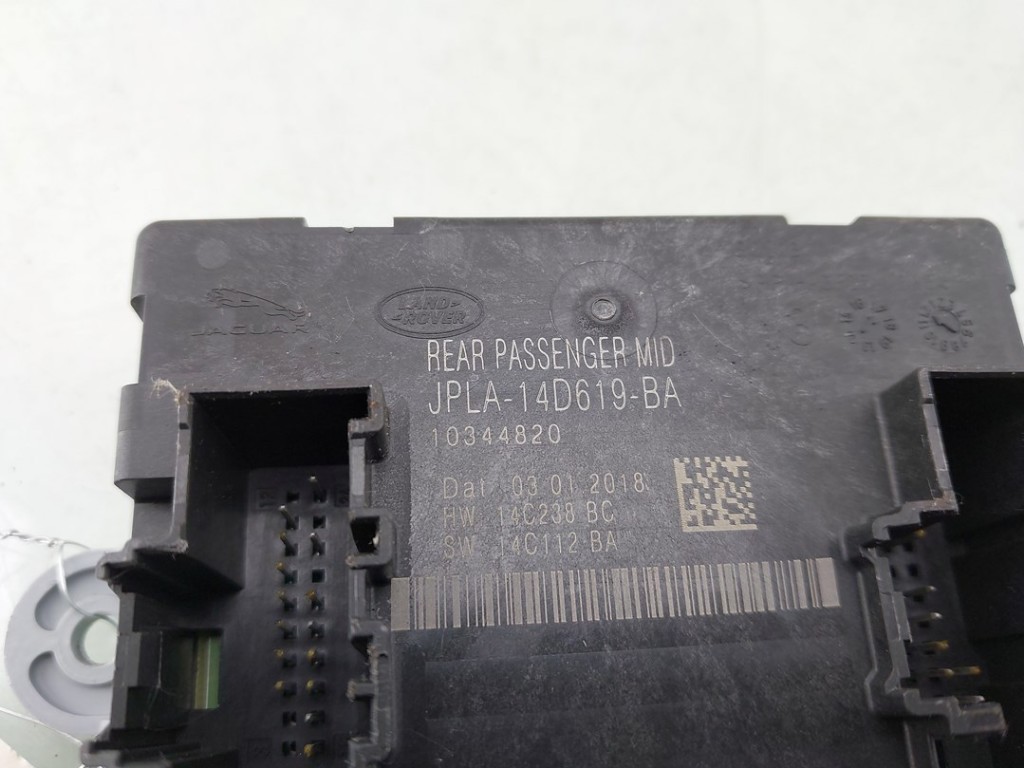 JAGUAR
LAND-
-ROVER
REAR PASSENGER MID
JPLA-14D619-BA
10344820
Dat 03.01.2018
HW 14C238 BC
SW 14C112 BA